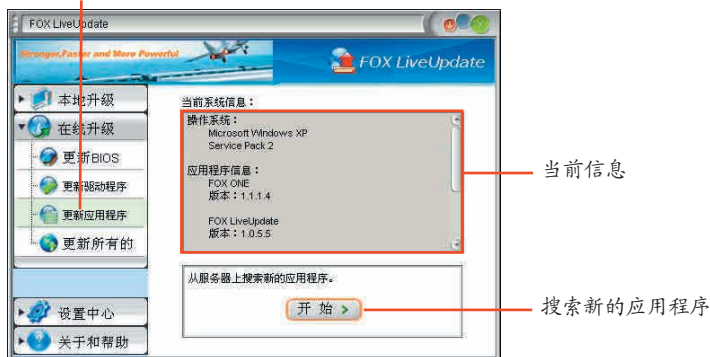 FOX LiveUpdate
Stronger,Faster and More Powerful
FOX LiveUpdate
本地升级
在线升级
更新BIOS
更新驱动程序
更新应用程序
更新所有的
设置中心
关于和帮助
当前系统信息：
操作系统：
Microsoft Windows XP
Service Pack 2
应用程序信息：
FOX ONE
版本：1.1.1.4
FOX LiveUpdate
版本：1.0.5.5
从服务器上搜索新的应用程序。
开 始
当前信息
搜索新的应用程序